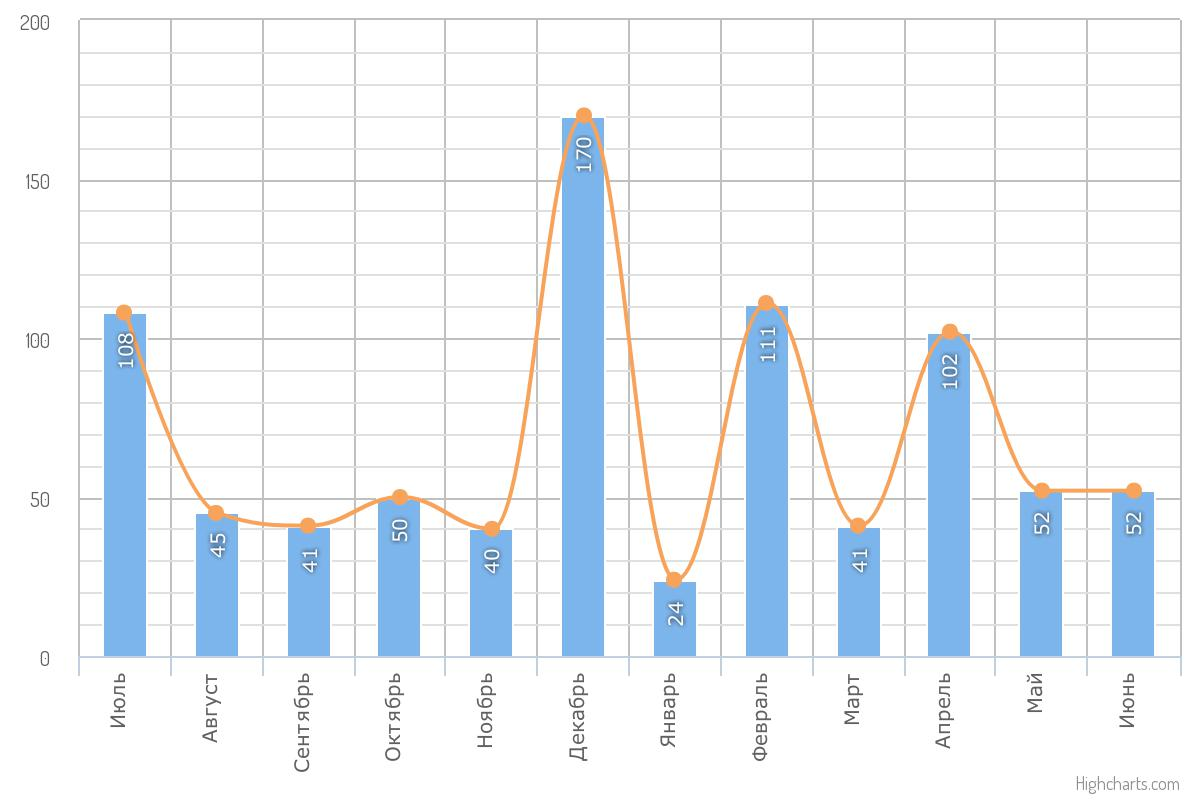 200
150
100
50
0
108
45
41
50
40
170
24
111
41
102
52
52
Июль
Август
Сентябрь
Октябрь
Ноябрь
Декабрь
Январь
Февраль
Март
Апрель
Май
Июнь
Highcharts.com